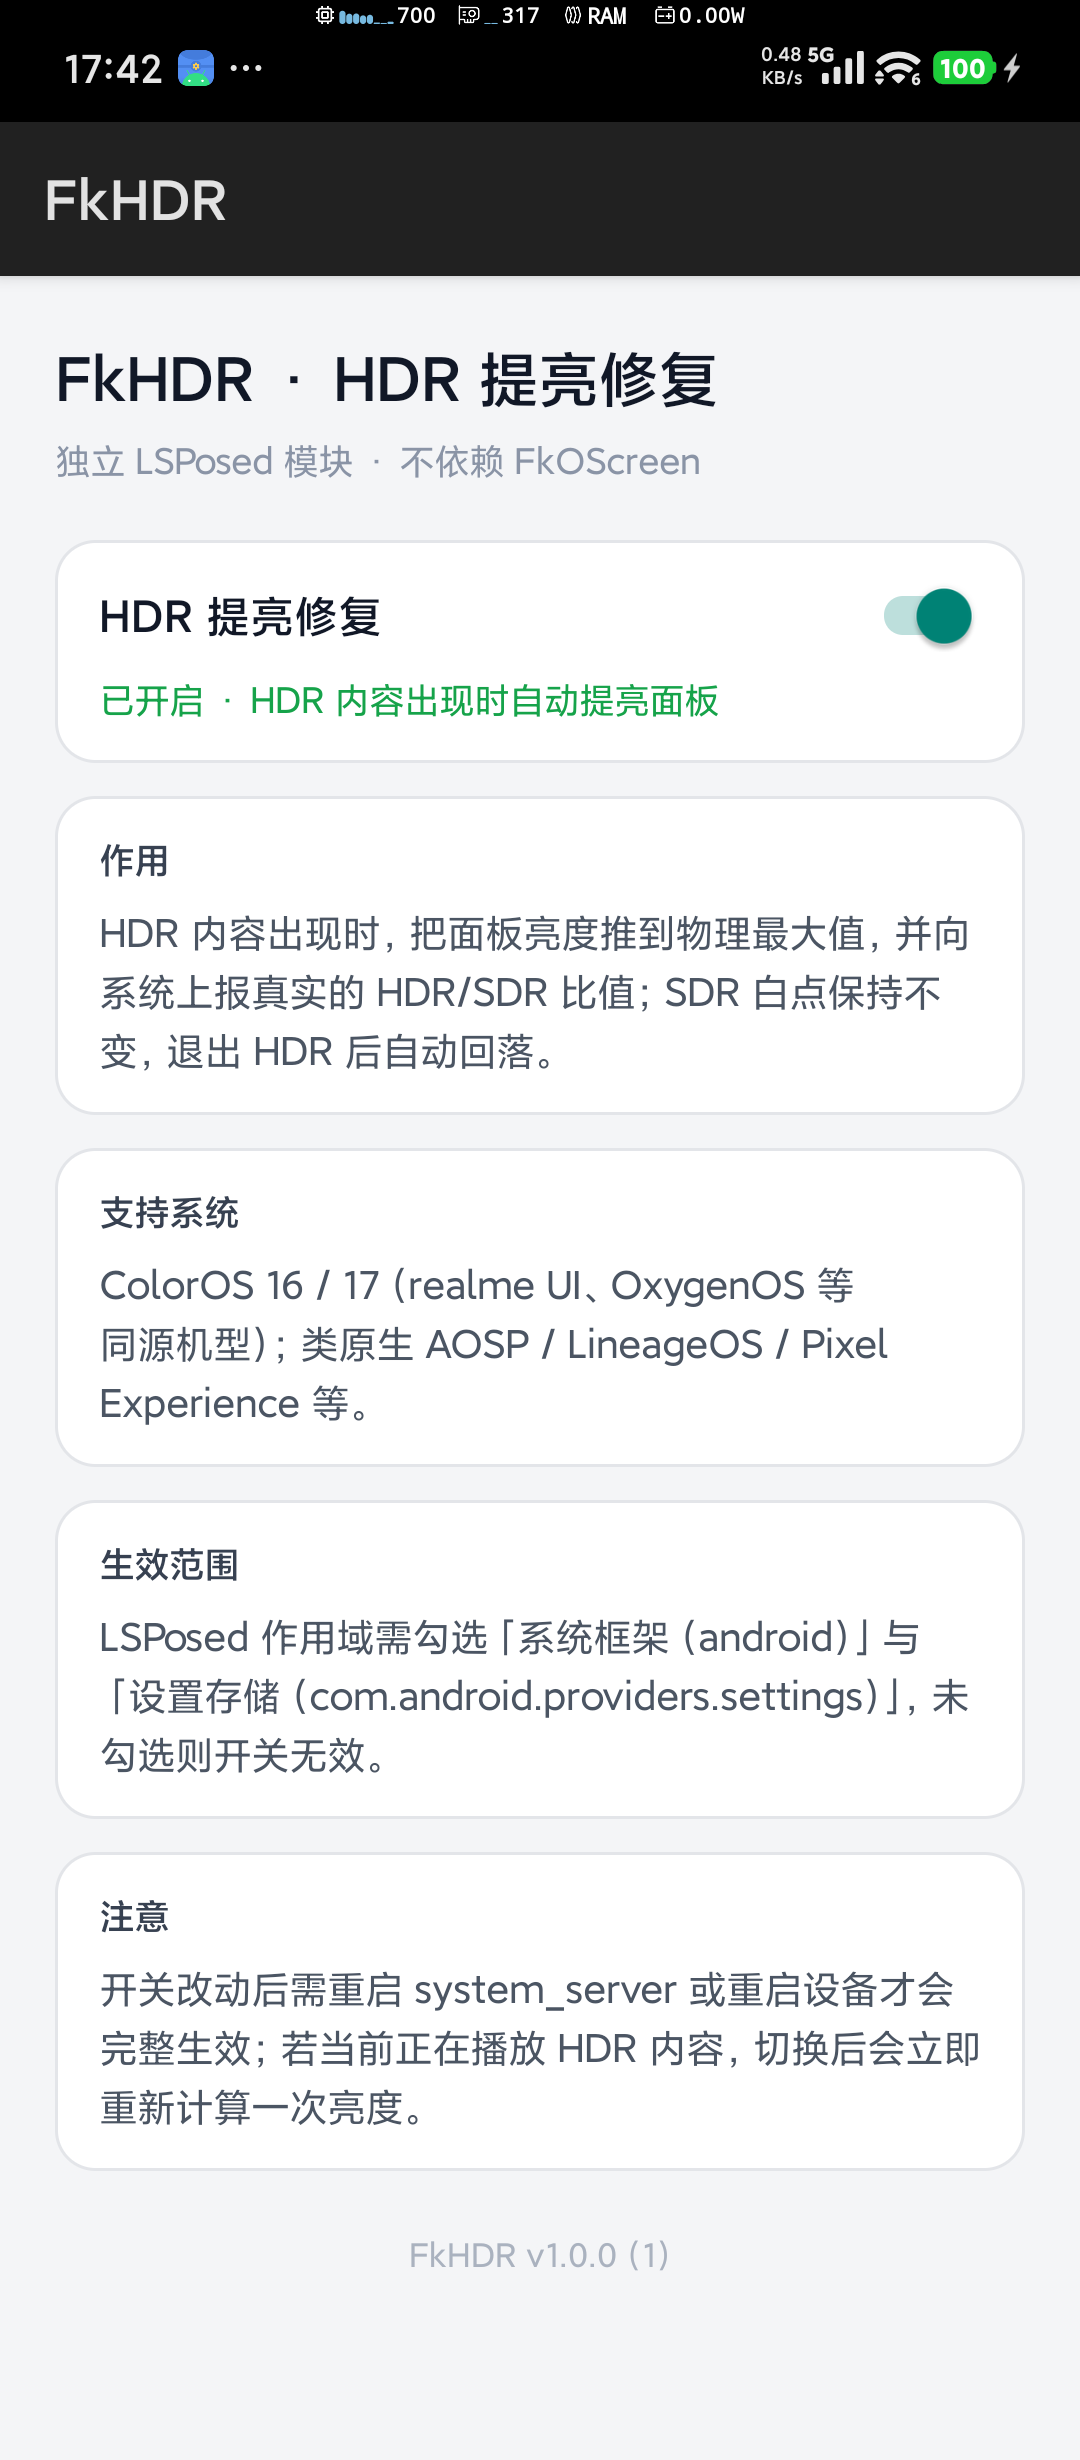 700 317 RAM 0.00W
17:42 ··· 0.48 KB/s 5G 6 100
FkHDR
FkHDR · HDR 提亮修复
独立 LSPosed 模块 · 不依赖 FkOScreen
HDR 提亮修复
已开启 · HDR 内容出现时自动提亮面板
作用
HDR 内容出现时，把面板亮度推到物理最大值，并向
系统上报真实的 HDR/SDR 比值；SDR 白点保持不
变，退出 HDR 后自动回落。
支持系统
ColorOS 16 / 17（realme UI、OxygenOS 等
同源机型）；类原生 AOSP / LineageOS / Pixel
Experience 等。
生效范围
LSPosed 作用域需勾选「系统框架（android）」与
「设置存储（com.android.providers.settings）」，未
勾选则开关无效。
注意
开关改动后需重启 system_server 或重启设备才会
完整生效；若当前正在播放 HDR 内容，切换后会立即
重新计算一次亮度。
FkHDR v1.0.0 (1)